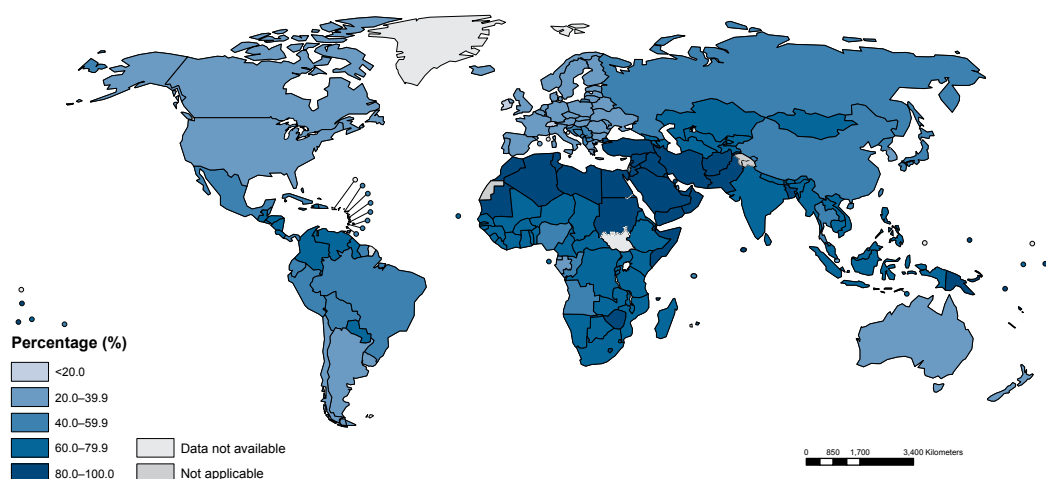 Percentage (%)
<20.0
20.0–39.9
40.0–59.9
60.0–79.9
80.0–100.0
Data not available
Not applicable
0 850 1,700 3,400 Kilometers